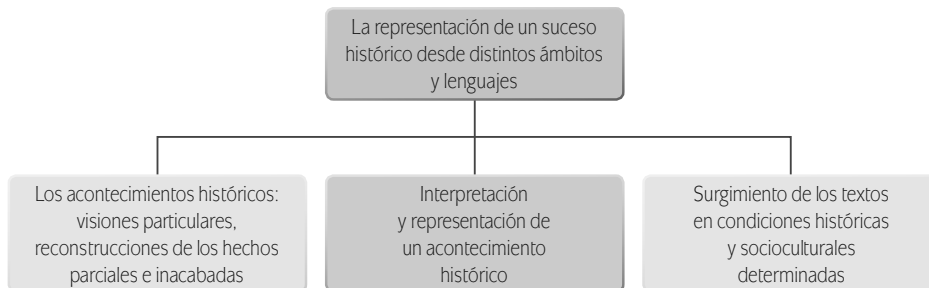 La representación de un suceso
histórico desde distintos ámbitos
y lenguajes
Los acontecimientos históricos:
visiones particulares,
reconstrucciones de los hechos
parciales e inacabadas
Interpretación
y representación de
un acontecimiento
histórico
Surgimiento de los textos
en condiciones históricas
y socioculturales
determinadas